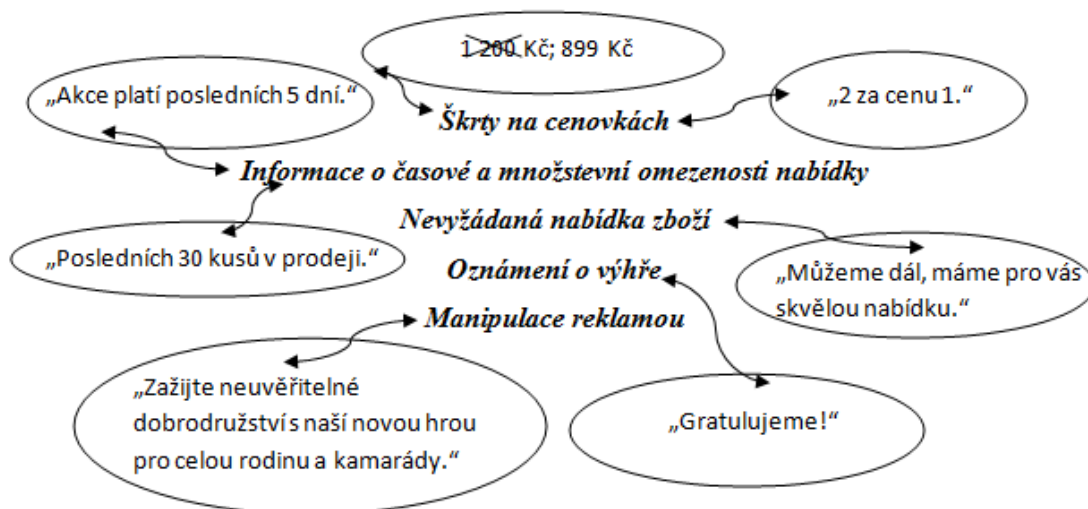 1 200 Kč; 899 Kč
„Akce platí posledních 5 dní.“
„2 za cenu 1.“
Škrty na cenovkách
Informace o časové a množstevní omezenosti nabídky
Nevyžádaná nabídka zboží
„Posledních 30 kusů v prodeji.“
Oznámení o výhře
„Můžeme dál, máme pro vás
skvělou nabídku.“
Manipulace reklamou
„Zažijte neuvěřitelné
dobrodružství s naší novou hrou
pro celou rodinu a kamarády.“
„Gratulujeme!“